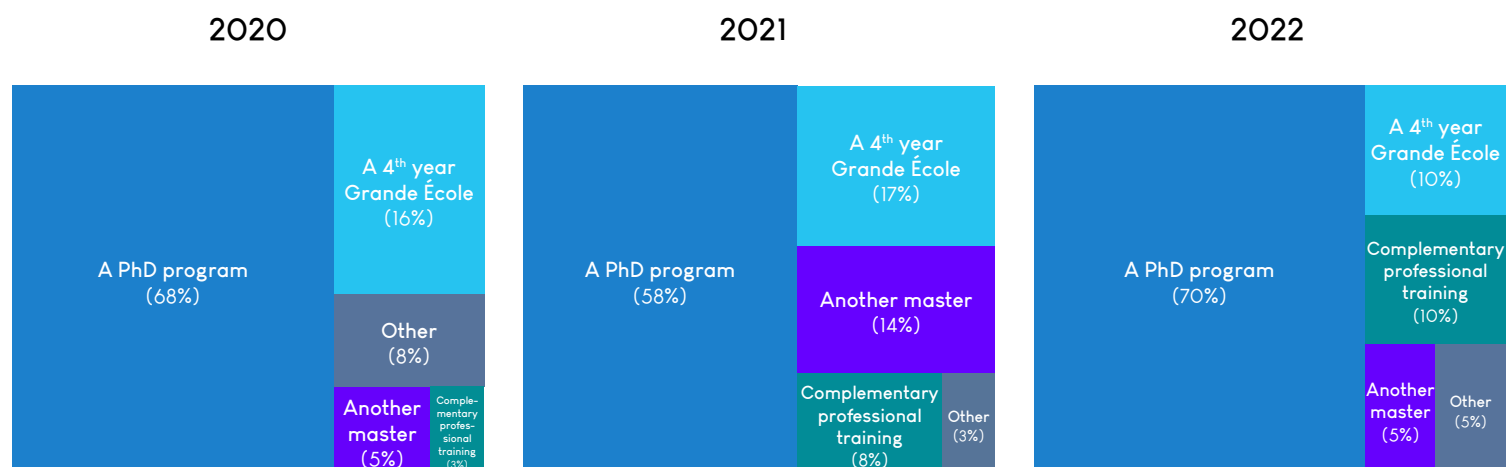 2020
A PhD program
(68%)
A 4th year
Grande École
(16%)
Other
(8%)
Another
master
(5%)
Comple-
mentary
profes-
sional
training
(3%)
2021
A PhD program
(58%)
A 4th year
Grande École
(17%)
Another master
(14%)
Complementary
professional
training
(8%)
Other
(3%)
2022
A PhD program
(70%)
A 4th year
Grande École
(10%)
Complementary
professional
training
(10%)
Another
master
(5%)
Other
(5%)